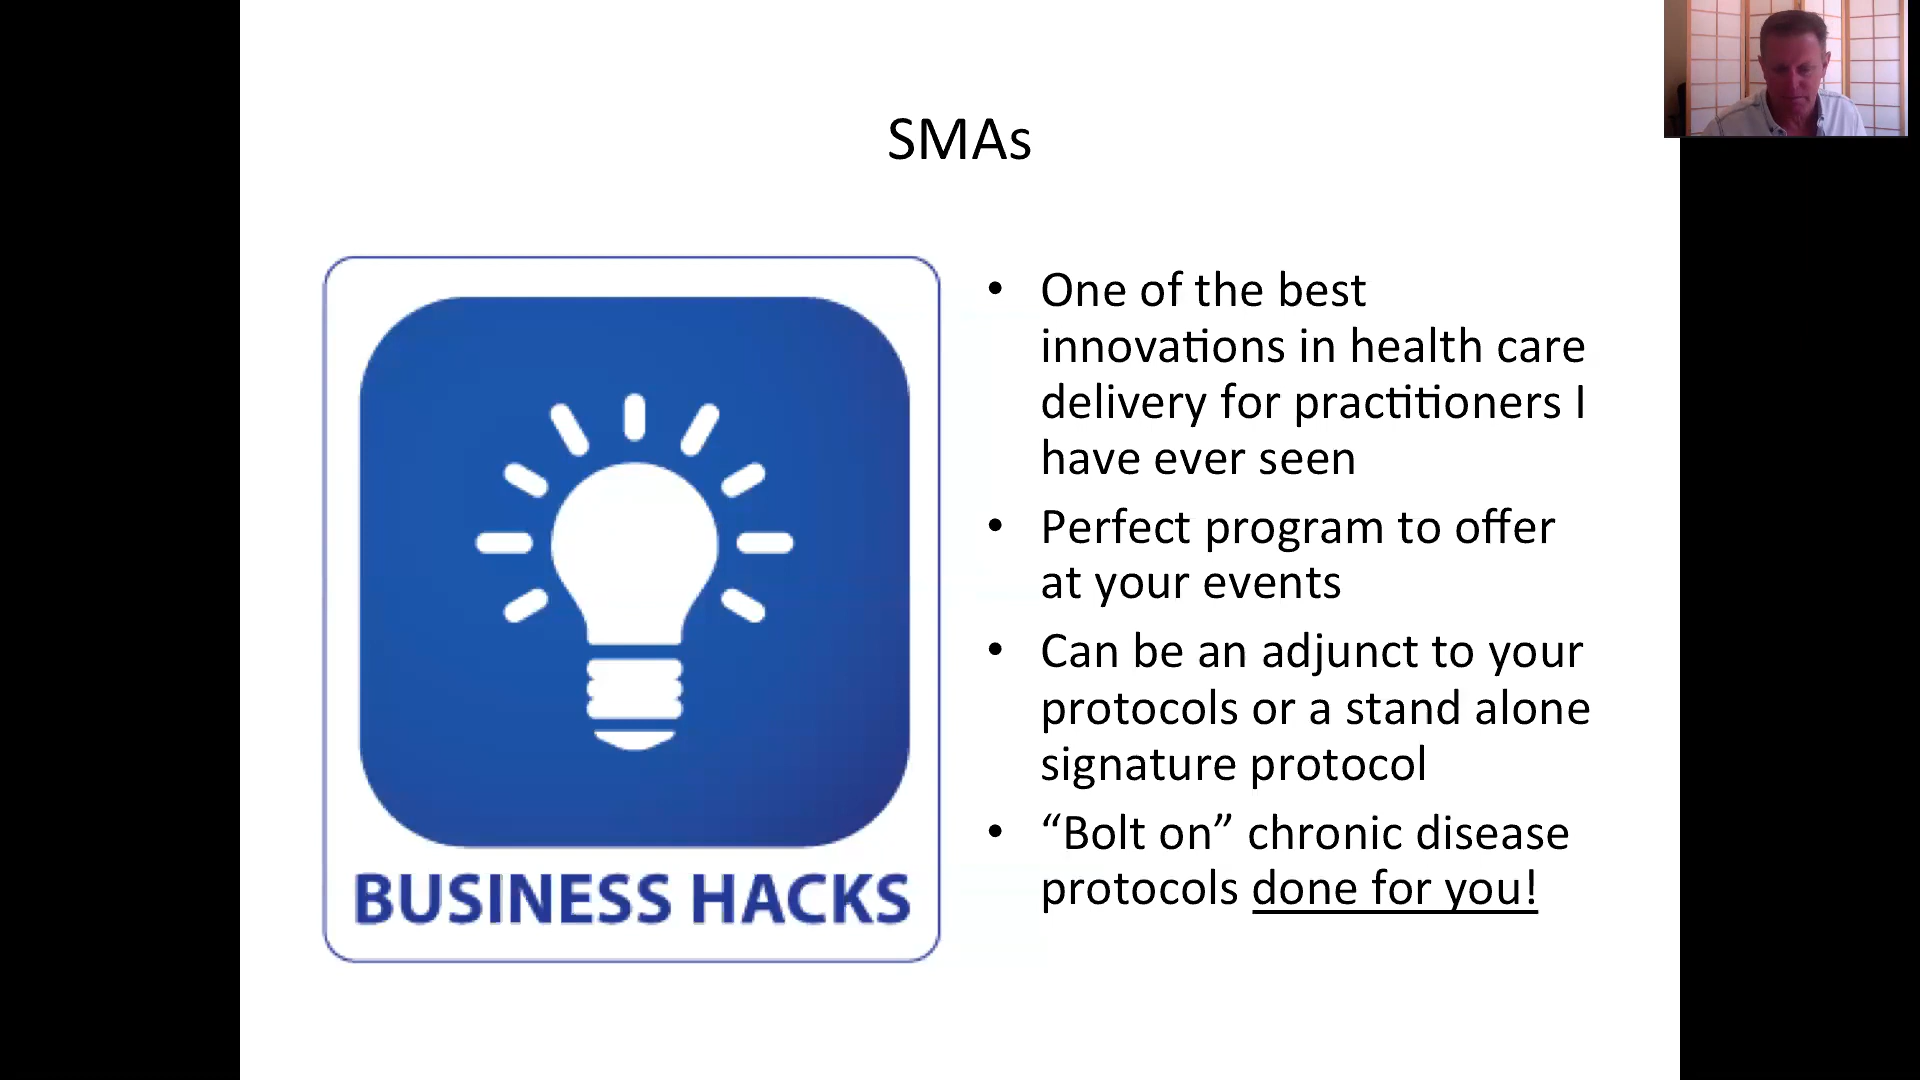 SMAs
• One of the best
innovations in health care
delivery for practitioners I
have ever seen
• Perfect program to offer
at your events
• Can be an adjunct to your
protocols or a stand alone
signature protocol
• “Bolt on” chronic disease
protocols done for you!
BUSINESS HACKS